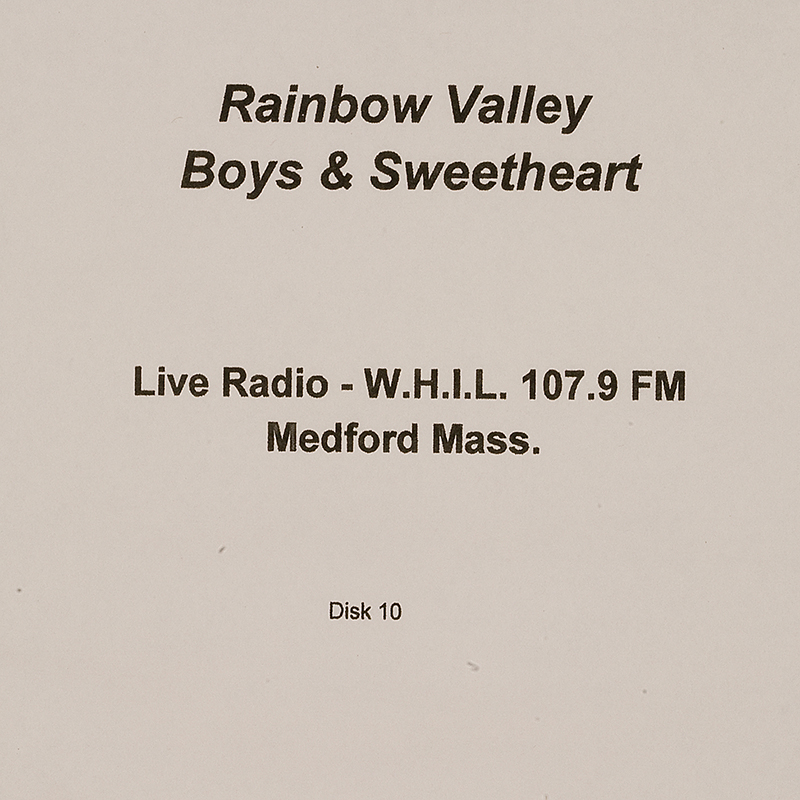 Rainbow Valley
Boys & Sweetheart
Live Radio - W.H.I.L. 107.9 FM
Medford Mass.
Disk 10